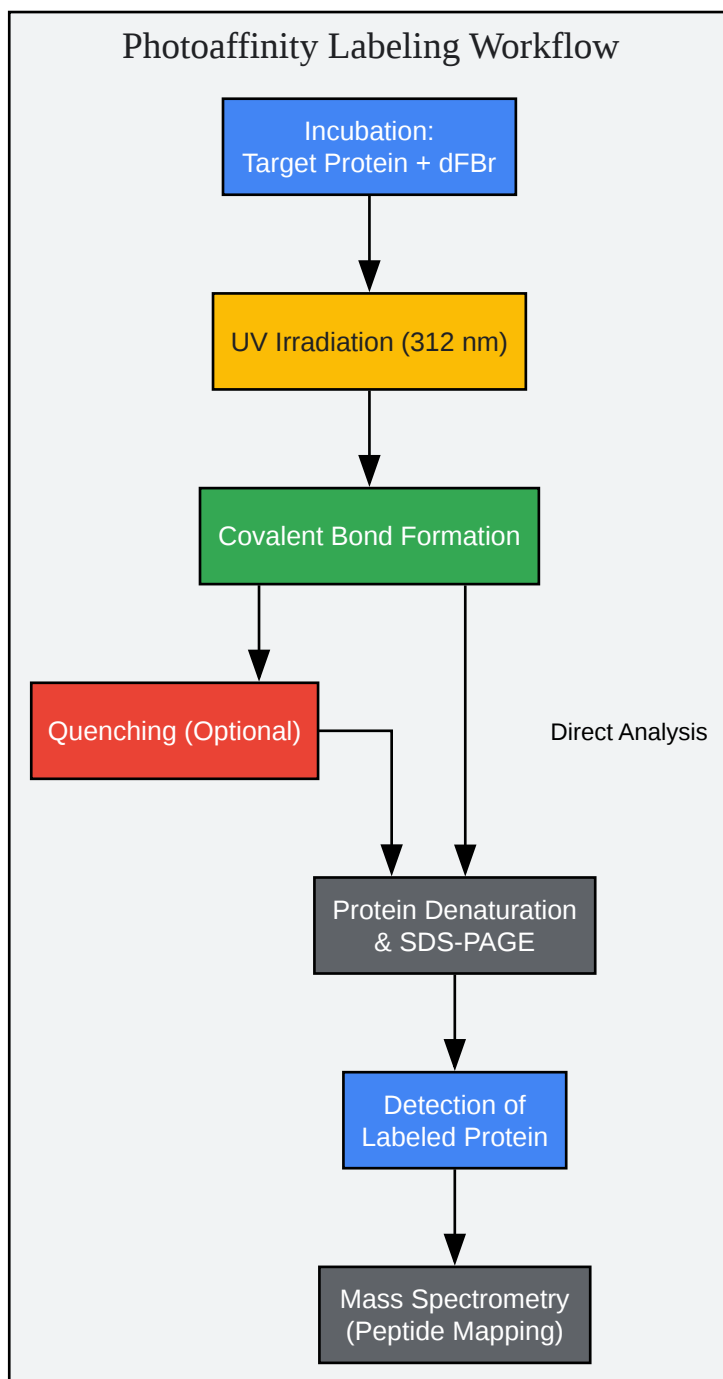 Photoaffinity Labeling Workflow
Incubation:
Target Protein + dFBr
UV Irradiation (312 nm)
Covalent Bond Formation
Quenching (Optional)
Direct Analysis
Protein Denaturation
& SDS-PAGE
Detection of
Labeled Protein
Mass Spectrometry
(Peptide Mapping)